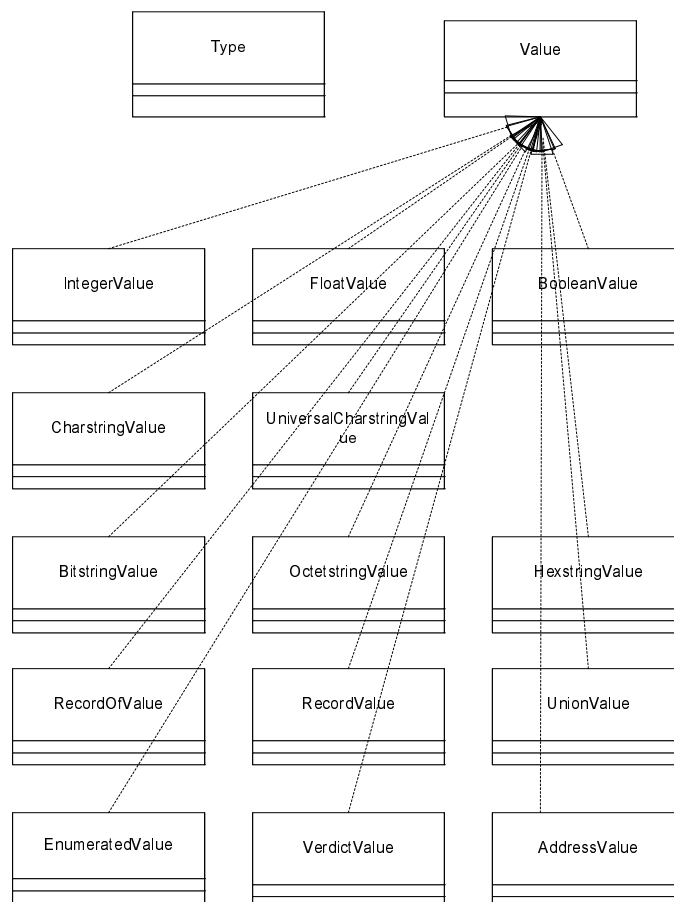 Type
Value
IntegerValue
FloatValue
BooleanValue
CharstringValue
UniversalCharstringVal
ue
BitstringValue
OctetstringValue
HexstringValue
RecordOfValue
RecordValue
UnionValue
EnumeratedValue
VerdictValue
AddressValue